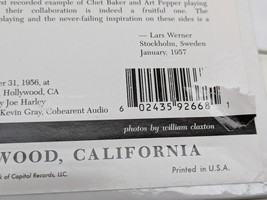 st recorded example of Chet Baker and Art Pepper playing
their collaboration is indeed a fruitful one. The
playing and the never-failing inspiration on these sides is a
— Lars Werner
Stockholm, Sweden
January, 1957
r 31, 1956, at
Hollywood, CA
y Joe Harley
Kevin Gray, Cohearent Audio
6 02435 92668 1
photos by william claxton
WOOD, CALIFORNIA
k of Capitol Records, LLC.
Printed in U.S.A.